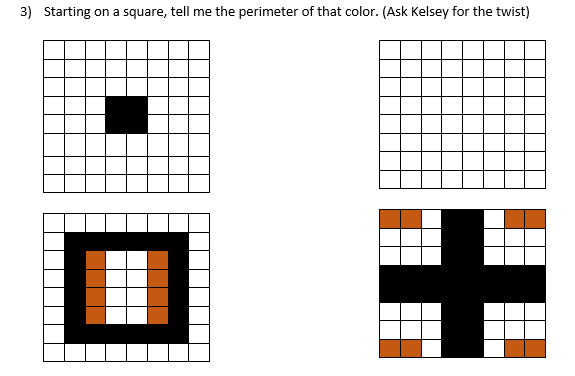 3) Starting on a square, tell me the perimeter of that color. (Ask Kelsey for the twist)